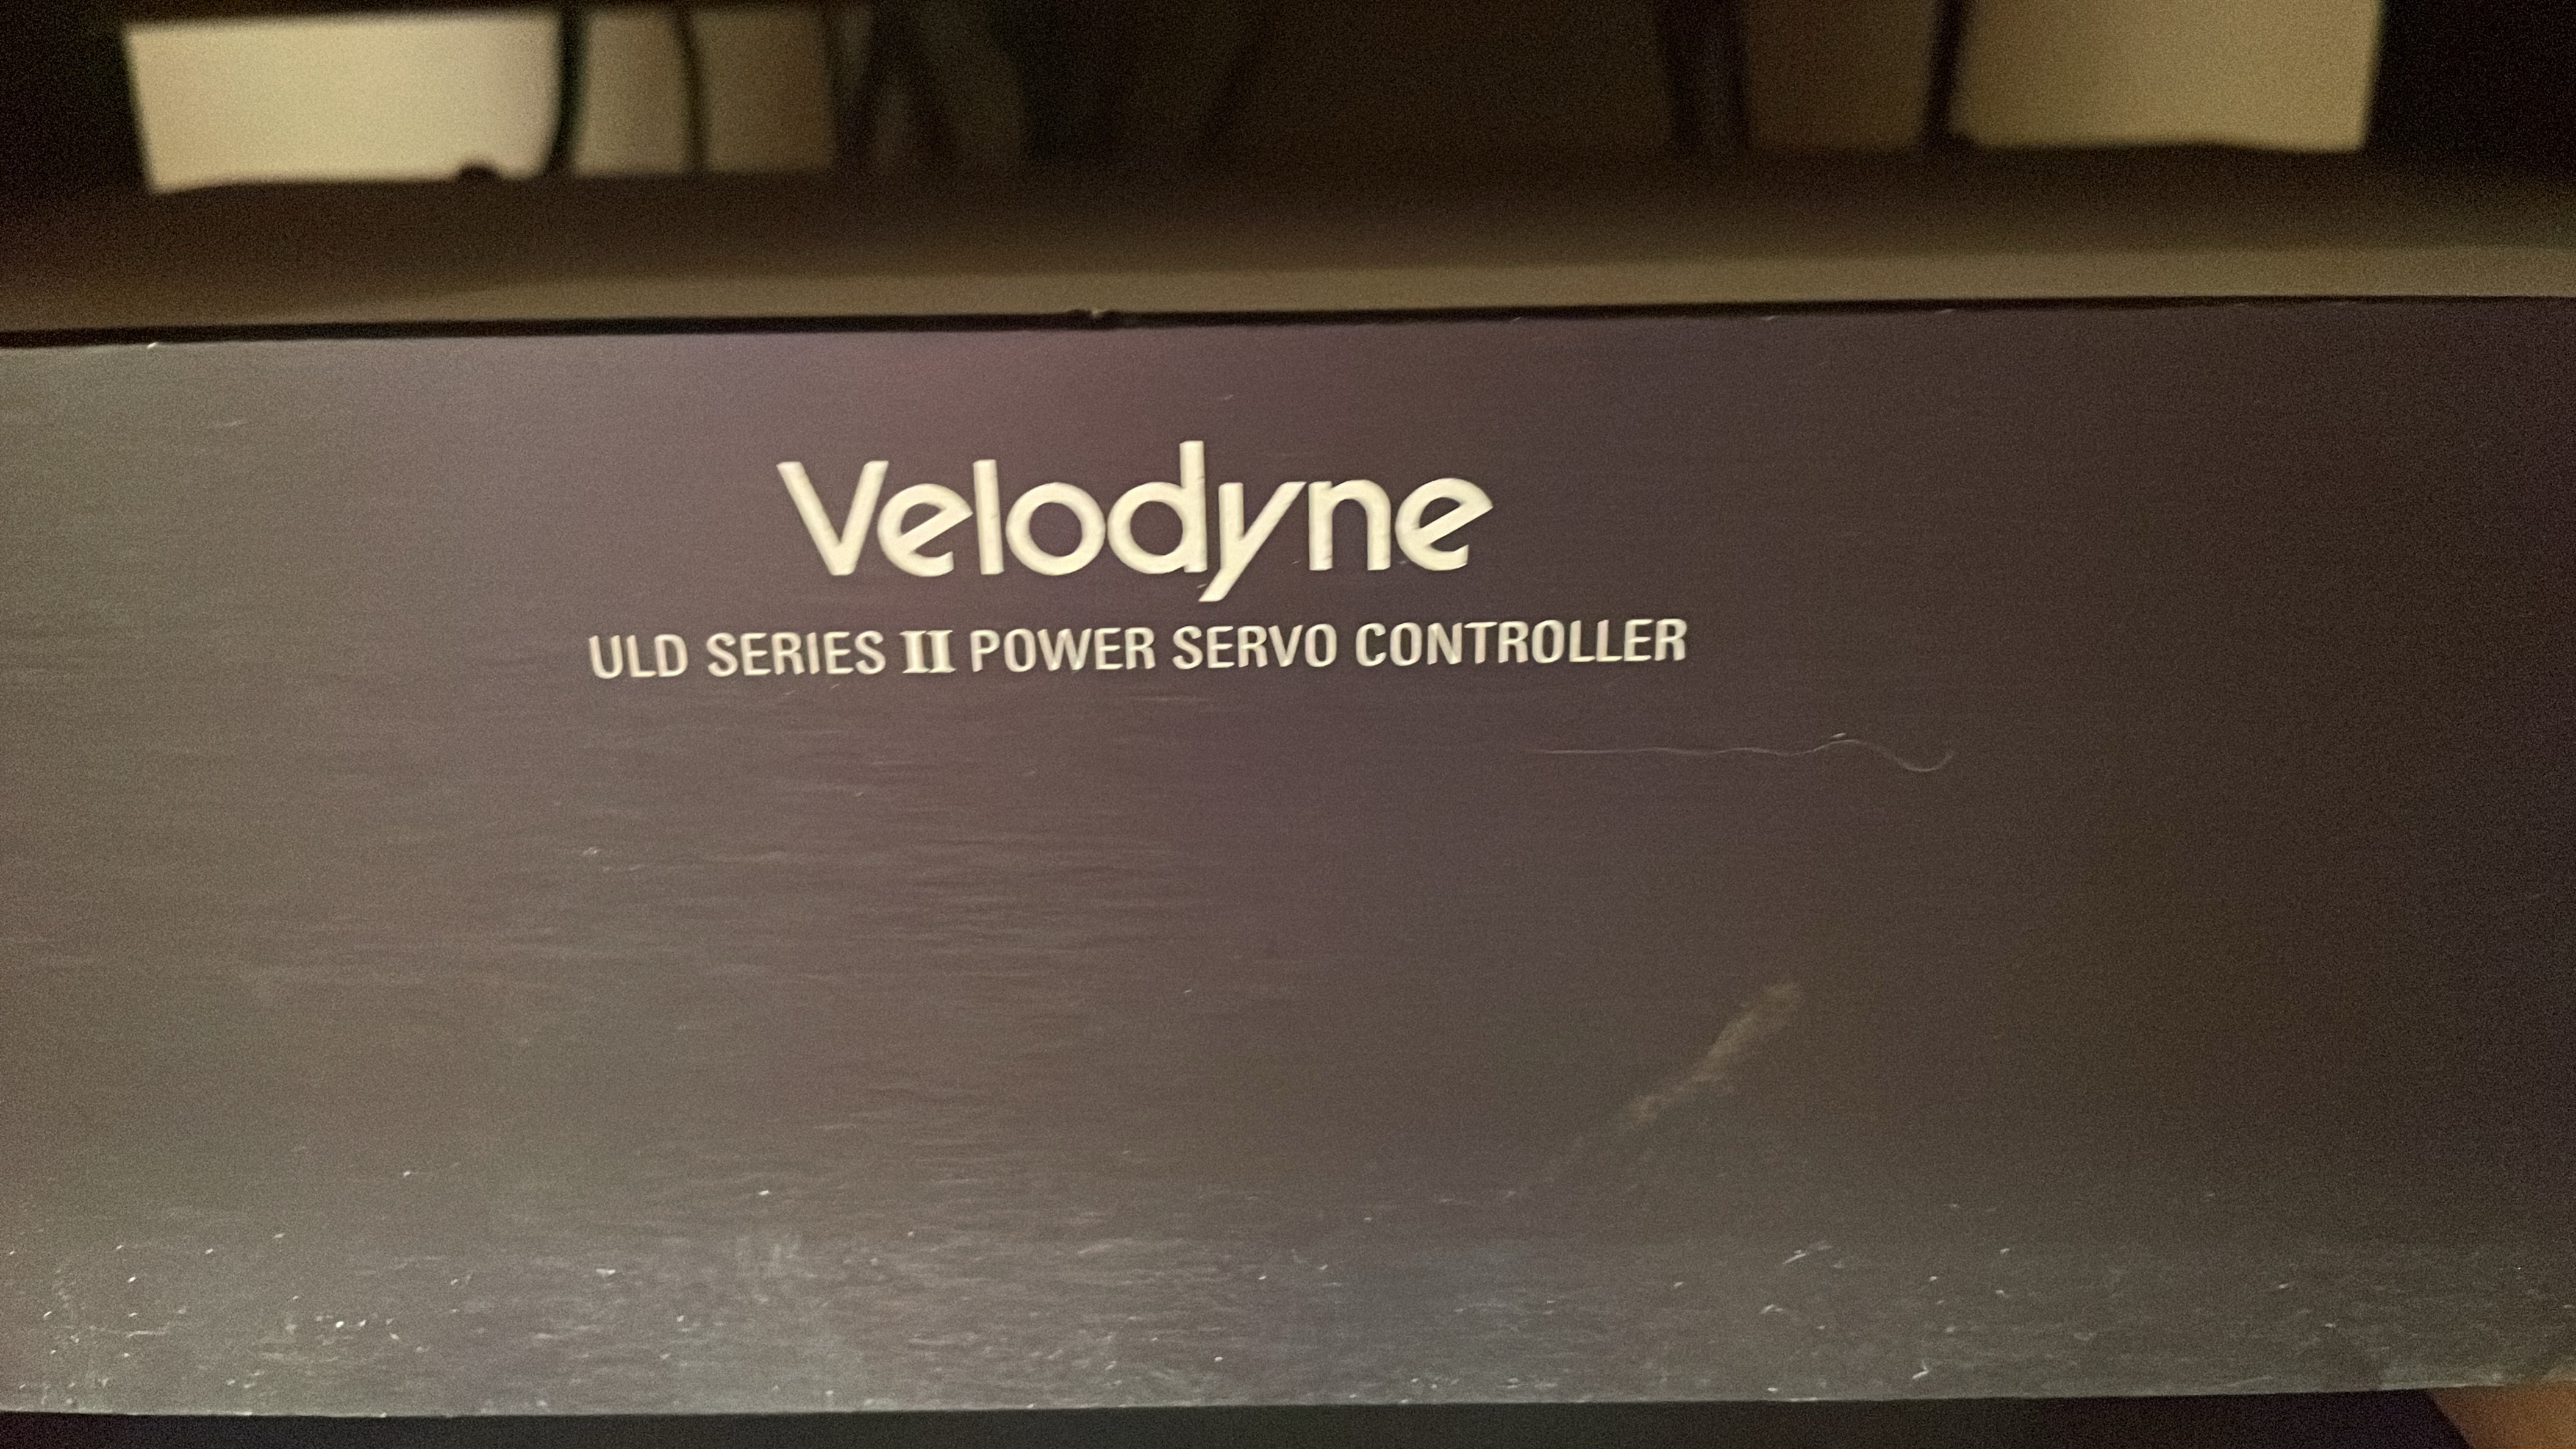 Velodyne
ULD SERIES II POWER SERVO CONTROLLER